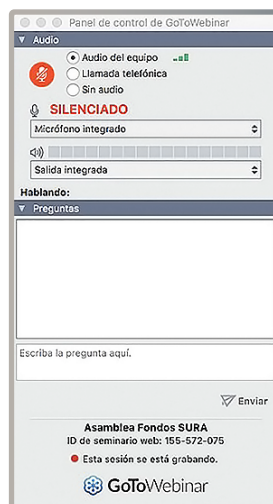 Panel de control de GoToWebinar
Audio
Audio del equipo
Llamada telefónica
Sin audio
SILENCIADO
Micrófono integrado
Salida integrada
Hablando:
Preguntas
Escriba la pregunta aquí.
Enviar
Asamblea Fondos SURA
ID de seminario web: 155-572-075
Esta sesión se está grabando.
GoToWebinar